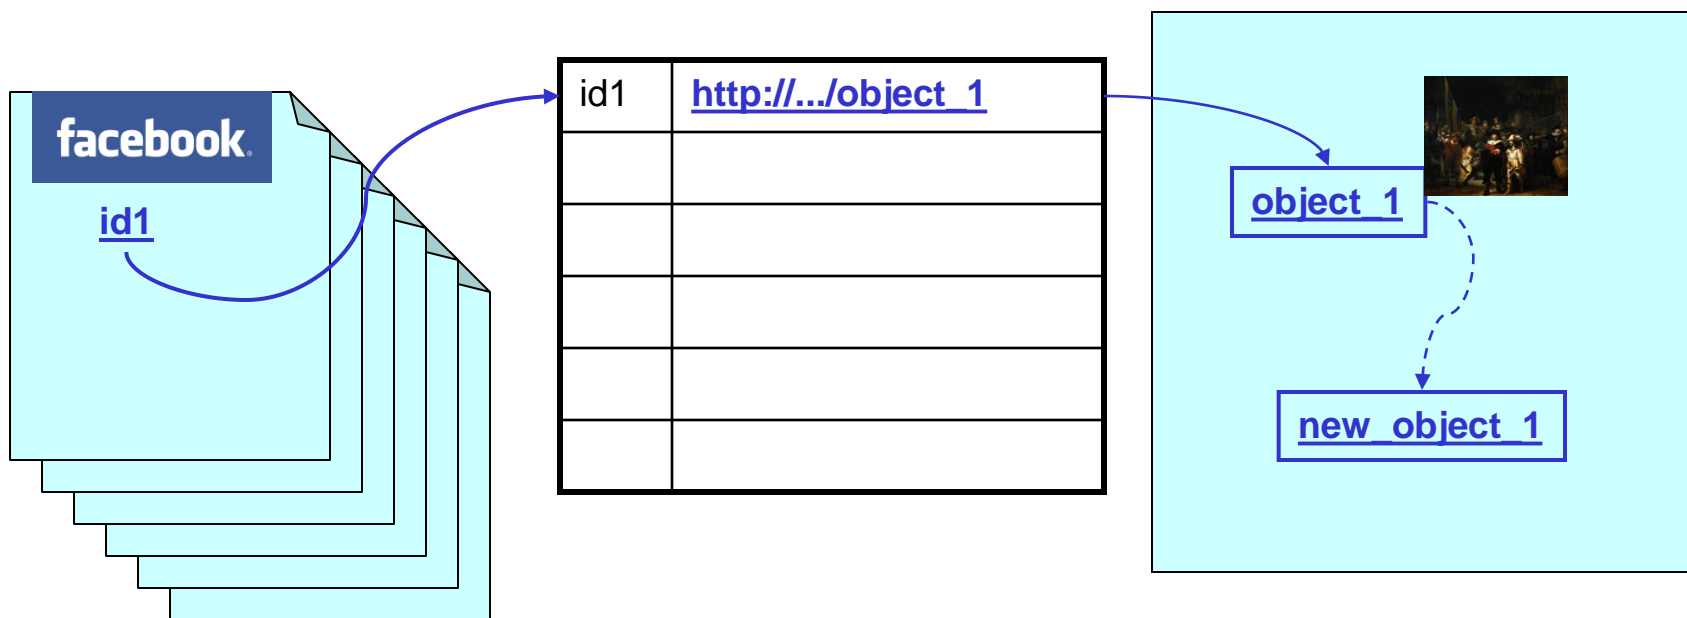 facebook
id1
id1
http://.../object_1
object_1
new_object_1